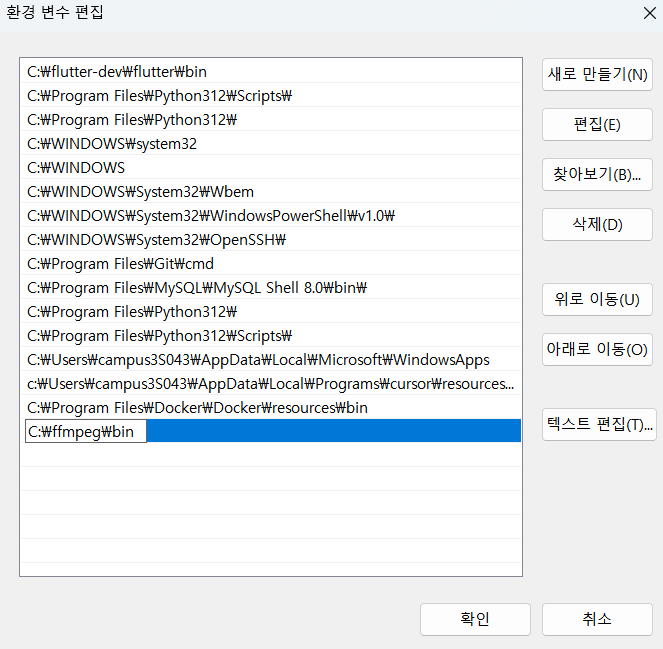 환경 변수 편집
C:₩flutter-dev₩flutter₩bin
C:₩Program Files₩Python312₩Scripts₩
C:₩Program Files₩Python312₩
C:₩WINDOWS₩system32
C:₩WINDOWS
C:₩WINDOWS₩System32₩Wbem
C:₩WINDOWS₩System32₩WindowsPowerShell₩v1.0₩
C:₩WINDOWS₩System32₩OpenSSH₩
C:₩Program Files₩Git₩cmd
C:₩Program Files₩MySQL₩MySQL Shell 8.0₩bin₩
C:₩Program Files₩Python312₩
C:₩Program Files₩Python312₩Scripts₩
C:₩Users₩campus3S043₩AppData₩Local₩Microsoft₩WindowsApps
c:₩Users₩campus3S043₩AppData₩Local₩Programs₩cursor₩resources...
C:₩Program Files₩Docker₩Docker₩resources₩bin
C:₩ffmpeg₩bin
새로 만들기(N)
편집(E)
찾아보기(B)...
삭제(D)
위로 이동(U)
아래로 이동(O)
텍스트 편집(T)...
확인
취소